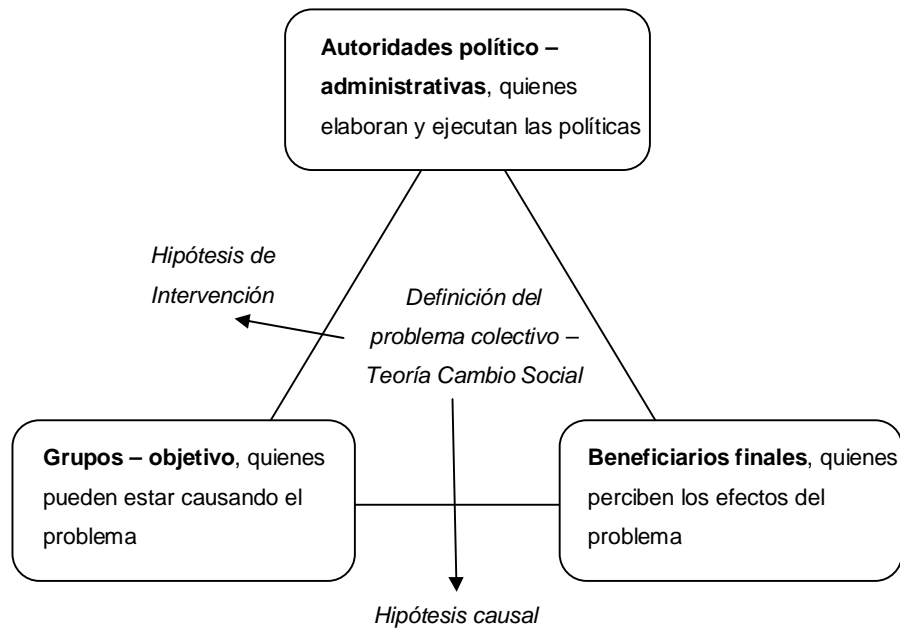 Autoridades político –
administrativas, quienes
elaboran y ejecutan las políticas
Hipótesis de
Intervención
Definición del
problema colectivo –
Teoría Cambio Social
Grupos – objetivo, quienes
pueden estar causando el
problema
Beneficiarios finales, quienes
perciben los efectos del
problema
Hipótesis causal